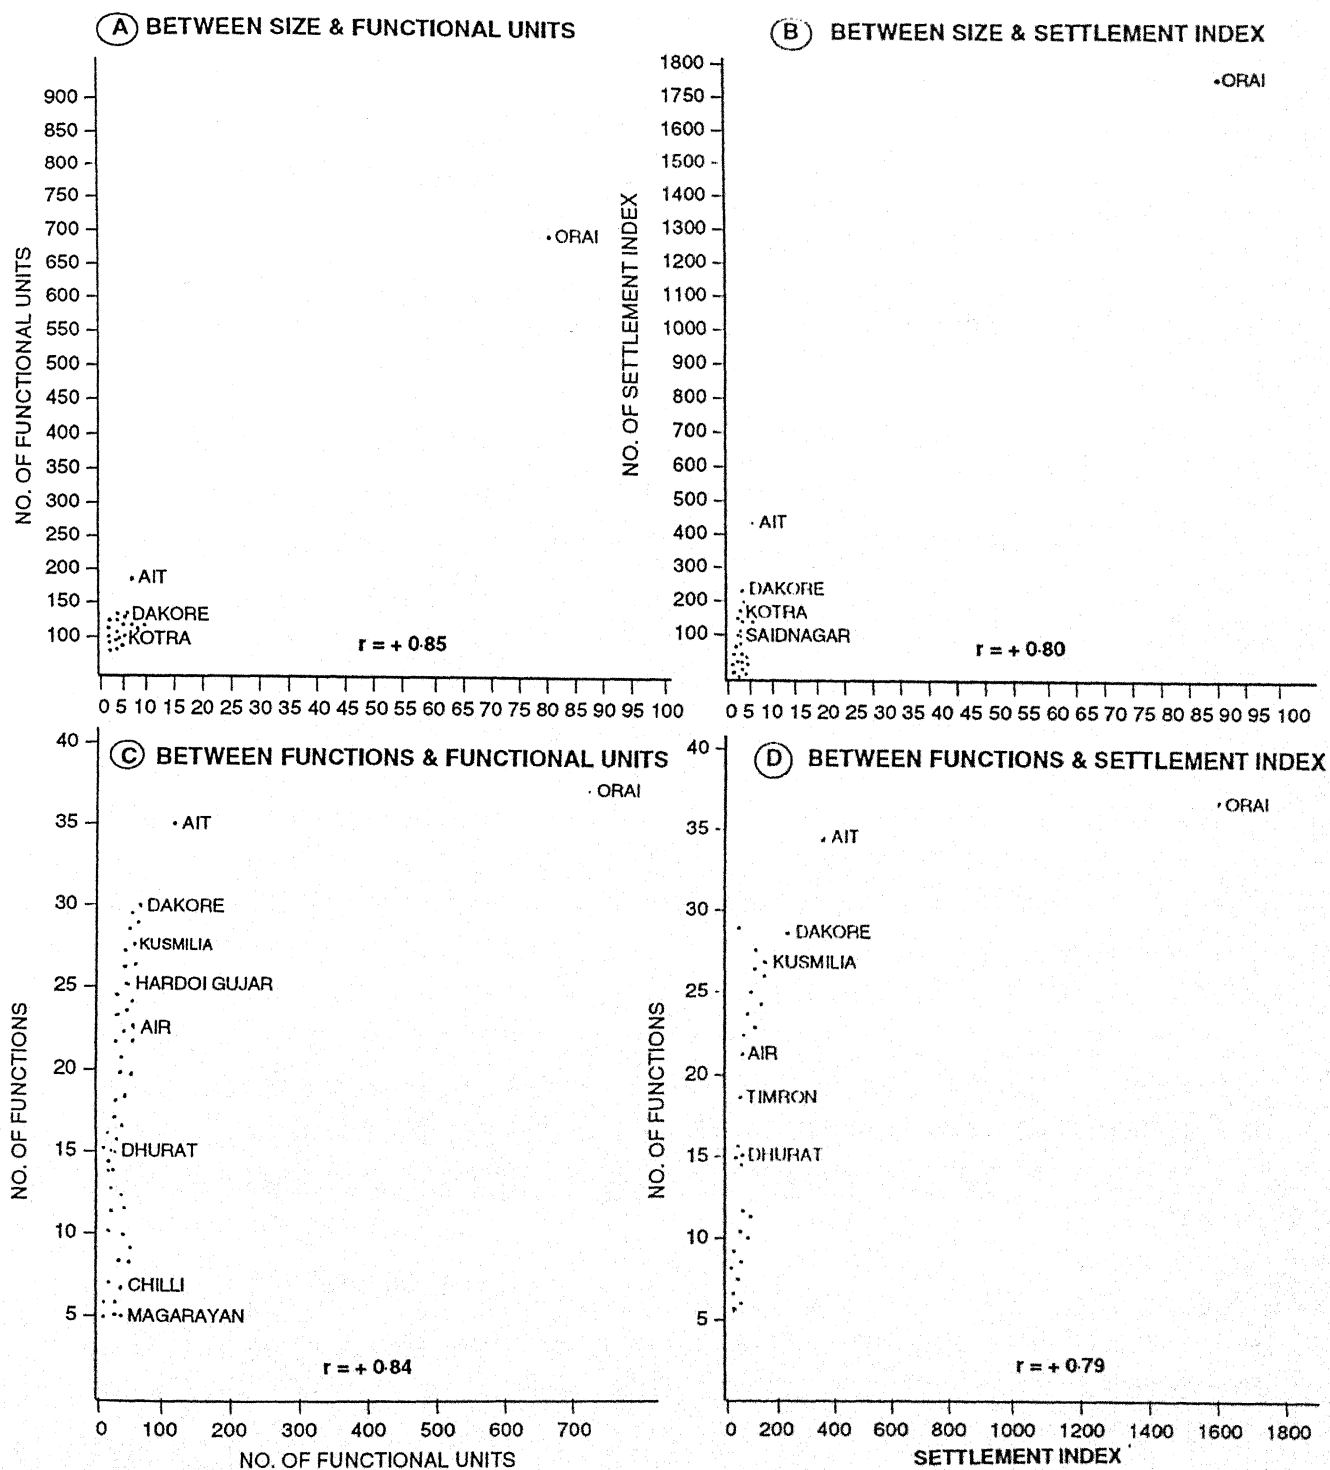 A BETWEEN SIZE & FUNCTIONAL UNITS
900
850
800
750
700
650
600
550
500
450
400
350
300
250
200
150
100
NO. OF FUNCTIONAL UNITS
ORAI
AIT
DAKORE
KOTRA
r = + 0·85
0 5 10 15 20 25 30 35 40 45 50 55 60 65 70 75 80 85 90 95 100
B BETWEEN SIZE & SETTLEMENT INDEX
1800
1750
1600
1500
1400
1300
1200
1100
1000
900
800
700
600
500
400
300
200
100
NO. OF SETTLEMENT INDEX
ORAI
AIT
DAKORE
KOTRA
SAIDNAGAR
r = + 0·80
0 5 10 15 20 25 30 35 40 45 50 55 60 65 70 75 80 85 90 95 100
C BETWEEN FUNCTIONS & FUNCTIONAL UNITS
40
35
30
25
20
15
10
5
NO. OF FUNCTIONS
ORAI
AIT
DAKORE
KUSMILIA
HARDOI GUJAR
AIR
DHURAT
CHILLI
MAGARAYAN
r = + 0·84
0 100 200 300 400 500 600 700
NO. OF FUNCTIONAL UNITS
D BETWEEN FUNCTIONS & SETTLEMENT INDEX
40
35
30
25
20
15
10
5
NO. OF FUNCTIONS
ORAI
AIT
DAKORE
KUSMILIA
AIR
TIMRON
DHURAT
r = + 0·79
0 200 400 600 800 1000 1200 1400 1600 1800
SETTLEMENT INDEX